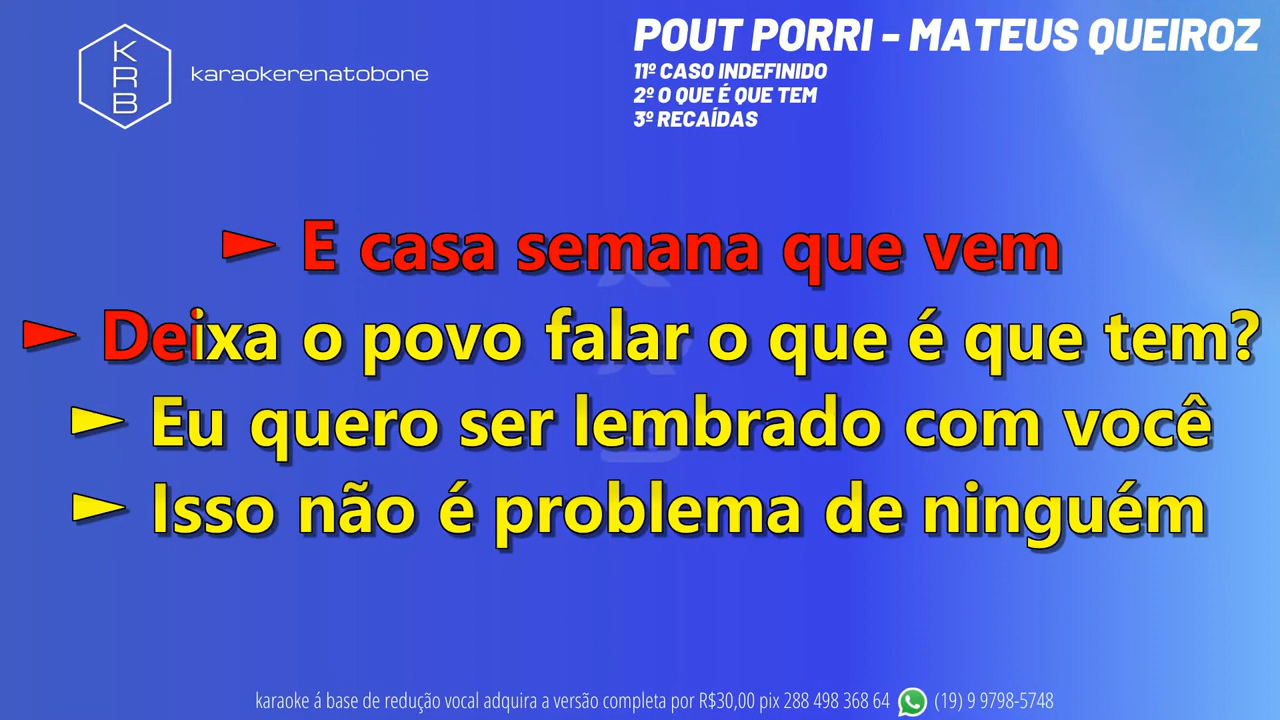 KRB
karaokerenatobone
POUT PORRI - MATEUS QUEIROZ
11º CASO INDEFINIDO
2º O QUE É QUE TEM
3º RECAÍDAS
► E casa semana que vem
► Deixa o povo falar o que é que tem?
► Eu quero ser lembrado com você
► Isso não é problema de ninguém
karaoke á base de redução vocal adquira a versão completa por R$30,00 pix 288 498 368 64 (19) 9 9798-5748